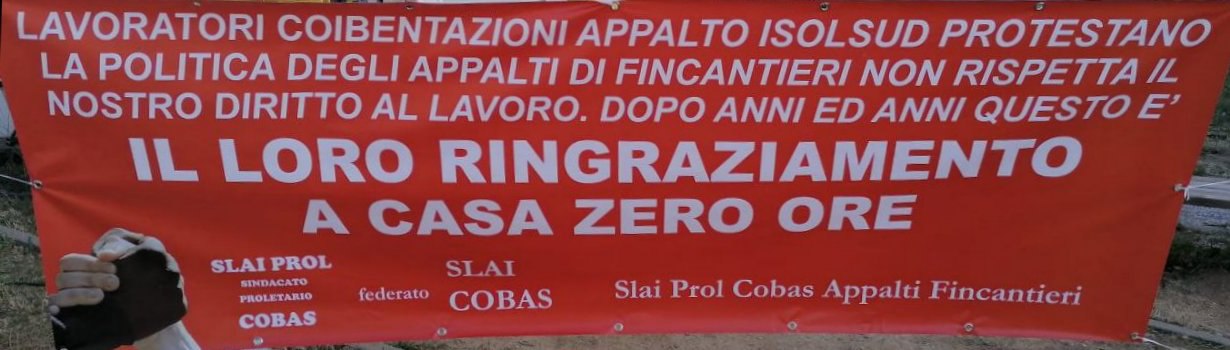 LAVORATORI COIBENTAZIONI APPALTO ISOLSUD PROTESTANO
LA POLITICA DEGLI APPALTI DI FINCANTIERI NON RISPETTA IL
NOSTRO DIRITTO AL LAVORO. DOPO ANNI ED ANNI QUESTO E'
IL LORO RINGRAZIAMENTO
A CASA ZERO ORE
SLAI PROL
SINDACATO
PROLETARIO
COBAS
federato
SLAI
COBAS
Slai Prol Cobas Appalti Fincantieri